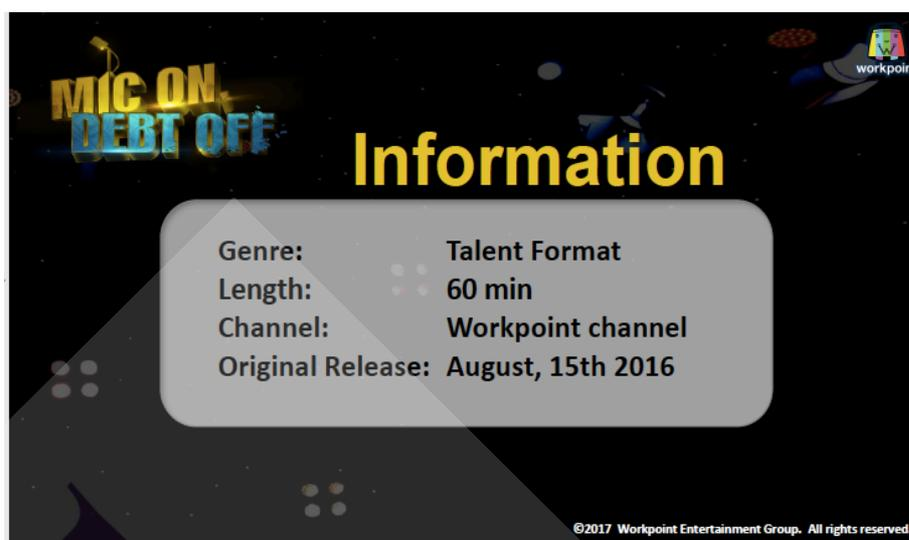 MIC ON,
DEBT OFF
workpoin
Information
Genre: Talent Format
Length: 60 min
Channel: Workpoint channel
Original Release: August, 15th 2016
©2017 Workpoint Entertainment Group. All rights reserved